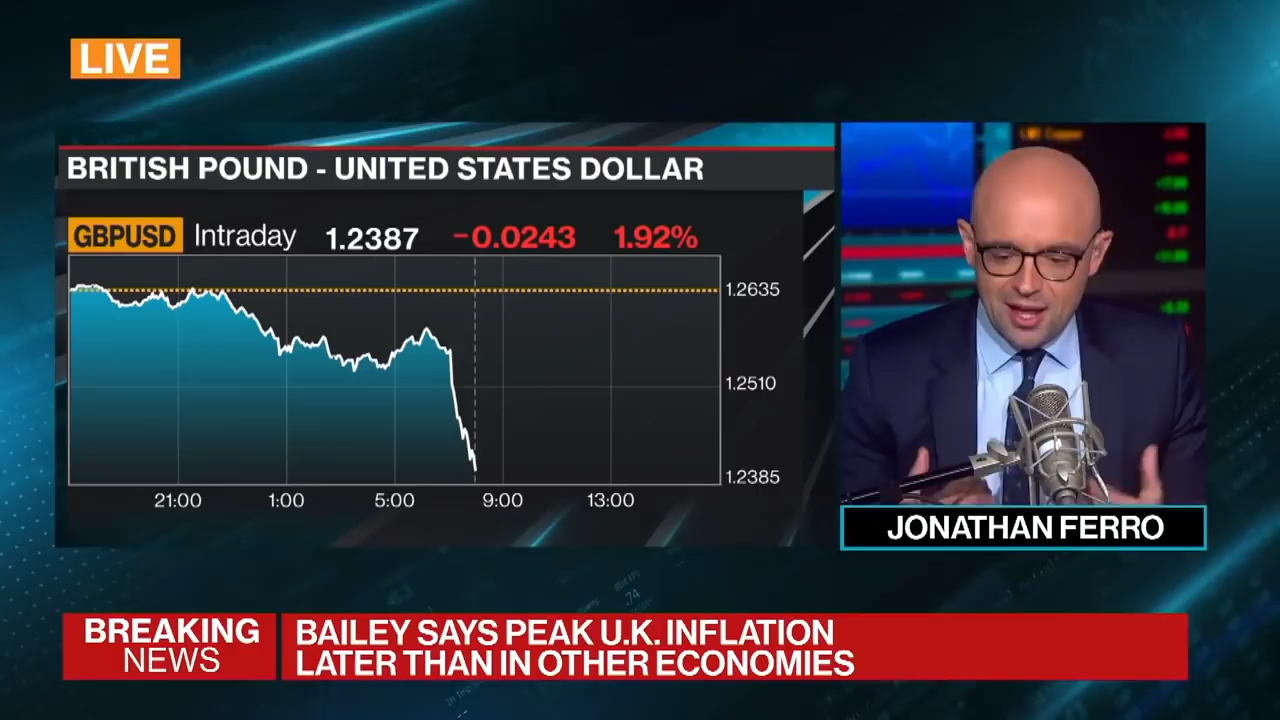 LIVE
BRITISH POUND - UNITED STATES DOLLAR
GBPUSD Intraday 1.2387 -0.0243 1.92%
1.2635
1.2510
1.2385
21:00 1:00 5:00 9:00 13:00
JONATHAN FERRO
BREAKING
NEWS
BAILEY SAYS PEAK U.K. INFLATION
LATER THAN IN OTHER ECONOMIES